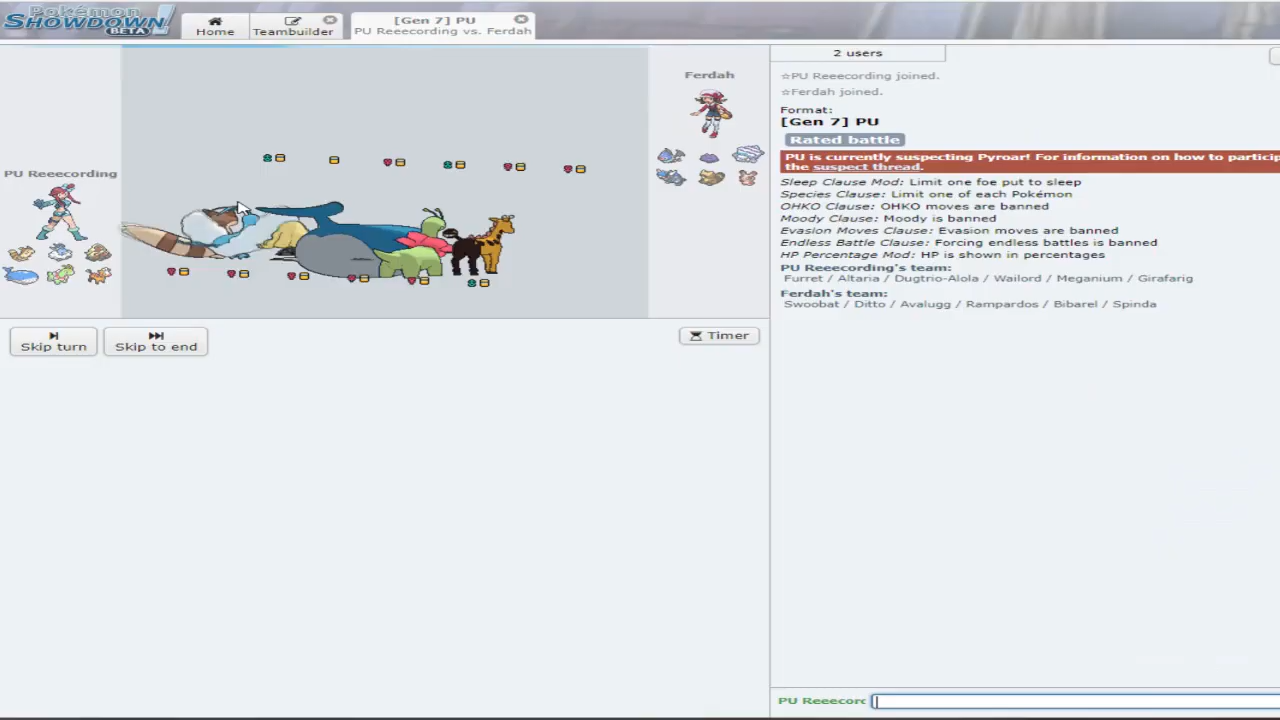 Pokémon
SHOWDOWN!
BETA
Home
Teambuilder
[Gen 7] PU
PU Reeecording vs. Ferdah
2 users
☆PU Reeecording joined.
☆Ferdah joined.
Format:
[Gen 7] PU
Rated battle
PU is currently suspecting Pyroar! For information on how to particip
the suspect thread.
Sleep Clause Mod: Limit one foe put to sleep
Species Clause: Limit one of each Pokémon
OHKO Clause: OHKO moves are banned
Moody Clause: Moody is banned
Evasion Moves Clause: Evasion moves are banned
Endless Battle Clause: Forcing endless battles is banned
HP Percentage Mod: HP is shown in percentages
PU Reeecording's team:
Furret / Altaria / Dugtrio-Alola / Wailord / Meganium / Girafarig
Ferdah's team:
Swoobat / Ditto / Avalugg / Rampardos / Bibarel / Spinda
Ferdah
PU Reeecording
Skip turn
Skip to end
Timer
PU Reeecorc